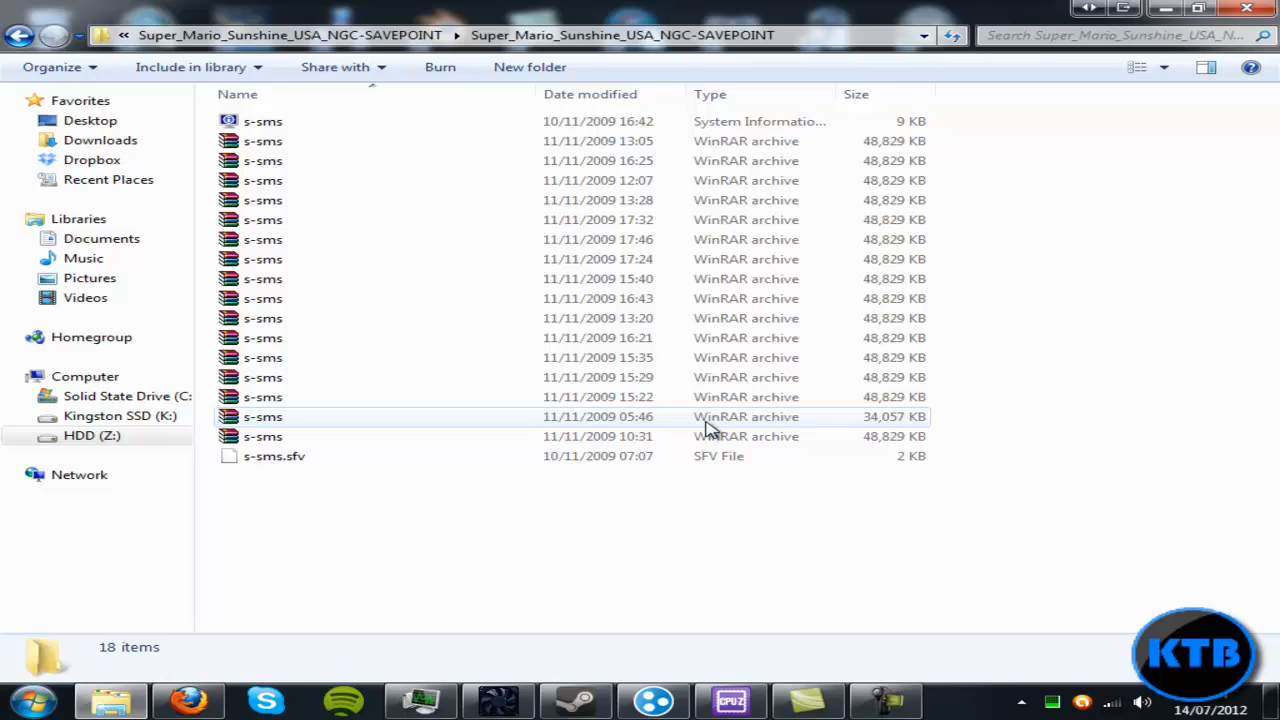 « Super_Mario_Sunshine_USA_NGC-SAVEPOINT ▸ Super_Mario_Sunshine_USA_NGC-SAVEPOINT Search Super_Mario_Sunshine_USA_N...
Organize Include in library Share with Burn New folder
Name Date modified Type Size
Favorites
Desktop
Downloads
Dropbox
Recent Places
Libraries
Documents
Music
Pictures
Videos
Homegroup
Computer
Solid State Drive (C:
Kingston SSD (K:)
HDD (Z:)
Network
s-sms 10/11/2009 16:42 System Informatio... 9 KB
s-sms 11/11/2009 13:05 WinRAR archive 48,829 KB
s-sms 11/11/2009 16:25 WinRAR archive 48,829 KB
s-sms 11/11/2009 12:07 WinRAR archive 48,829 KB
s-sms 11/11/2009 13:28 WinRAR archive 48,829 KB
s-sms 11/11/2009 17:32 WinRAR archive 48,829 KB
s-sms 11/11/2009 17:46 WinRAR archive 48,829 KB
s-sms 11/11/2009 17:24 WinRAR archive 48,829 KB
s-sms 11/11/2009 15:40 WinRAR archive 48,829 KB
s-sms 11/11/2009 16:43 WinRAR archive 48,829 KB
s-sms 11/11/2009 13:20 WinRAR archive 48,829 KB
s-sms 11/11/2009 16:21 WinRAR archive 48,829 KB
s-sms 11/11/2009 15:35 WinRAR archive 48,829 KB
s-sms 11/11/2009 15:29 WinRAR archive 48,829 KB
s-sms 11/11/2009 15:22 WinRAR archive 48,829 KB
s-sms 11/11/2009 05:46 WinRAR archive 34,057 KB
s-sms 11/11/2009 10:31 WinRAR archive 48,829 KB
s-sms.sfv 10/11/2009 07:07 SFV File 2 KB
18 items
KTB
CPU-Z
14/07/2012